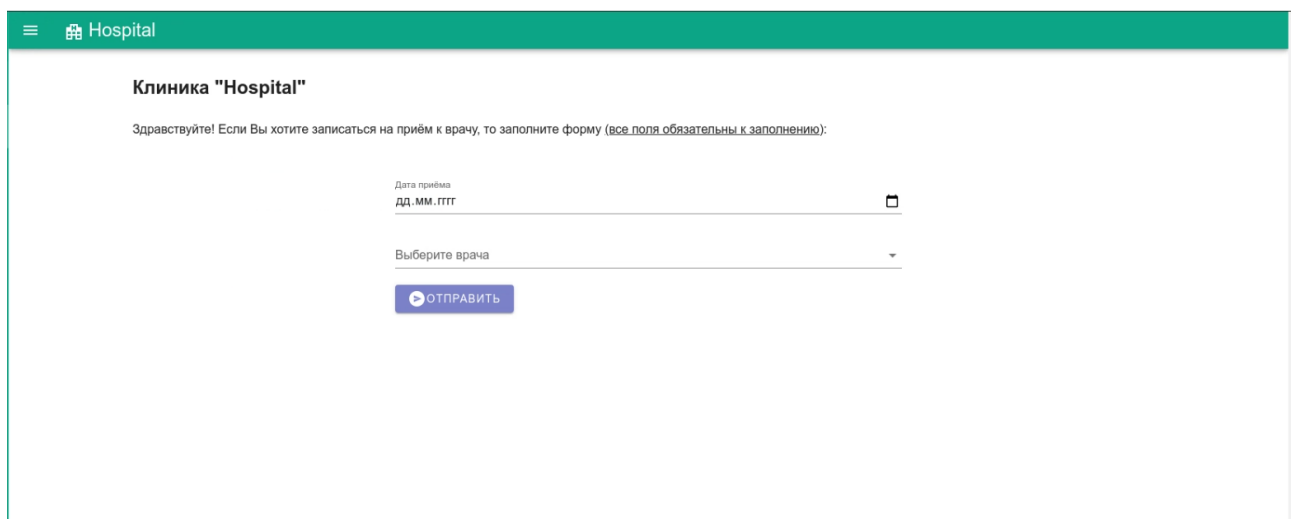 Hospital
Клиника "Hospital"
Здравствуйте! Если Вы хотите записаться на приём к врачу, то заполните форму (все поля обязательны к заполнению):
Дата приёма
дд.мм.гггг
Выберите врача
ОТПРАВИТЬ